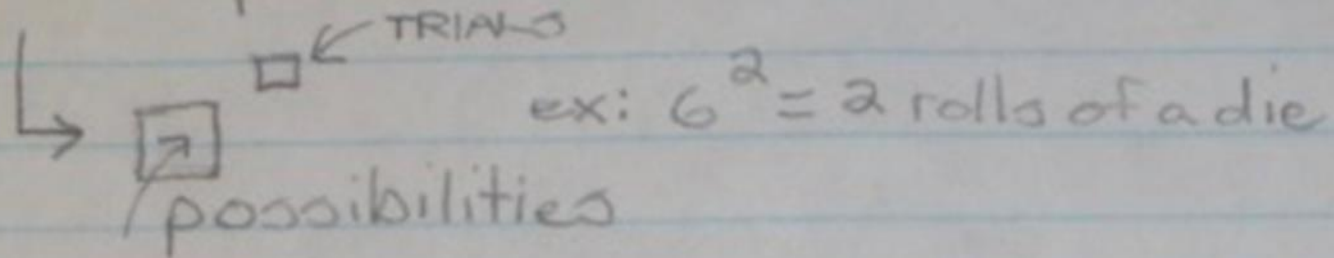 TRIALS
ex: 6² = 2 rolls of a die
possibilities